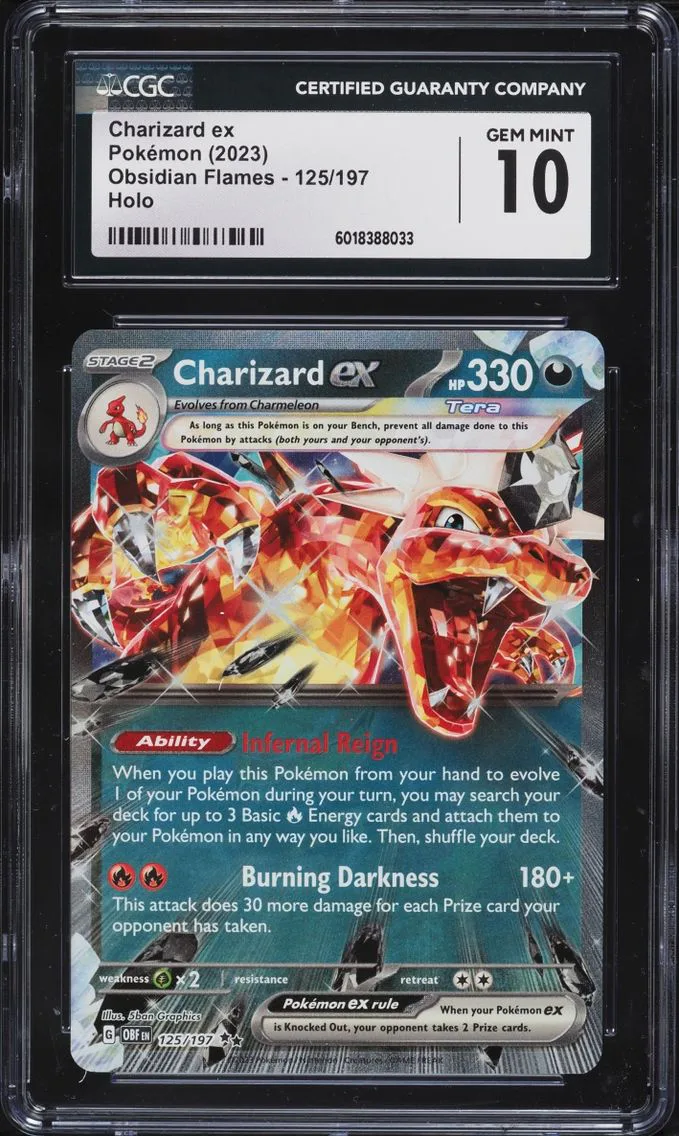 CGC
CERTIFIED GUARANTY COMPANY
Charizard ex
Pokémon (2023)
Obsidian Flames - 125/197
Holo
GEM MINT
10
6018388033
STAGE2
Charizard ex
HP 330
Evolves from Charmeleon
Tera
As long as this Pokémon is on your Bench, prevent all damage done to this
Pokémon by attacks (both yours and your opponent's).
Ability Infernal Reign
When you play this Pokémon from your hand to evolve
1 of your Pokémon during your turn, you may search your
deck for up to 3 Basic Energy cards and attach them to
your Pokémon in any way you like. Then, shuffle your deck.
Burning Darkness 180+
This attack does 30 more damage for each Prize card your
opponent has taken.
weakness ×2 resistance retreat
Illus. 5ban Graphics
Pokémon ex rule
When your Pokémon ex
is Knocked Out, your opponent takes 2 Prize cards.
G OBF EN 125/197
©2023 Pokémon / Nintendo / Creatures / GAME FREAK